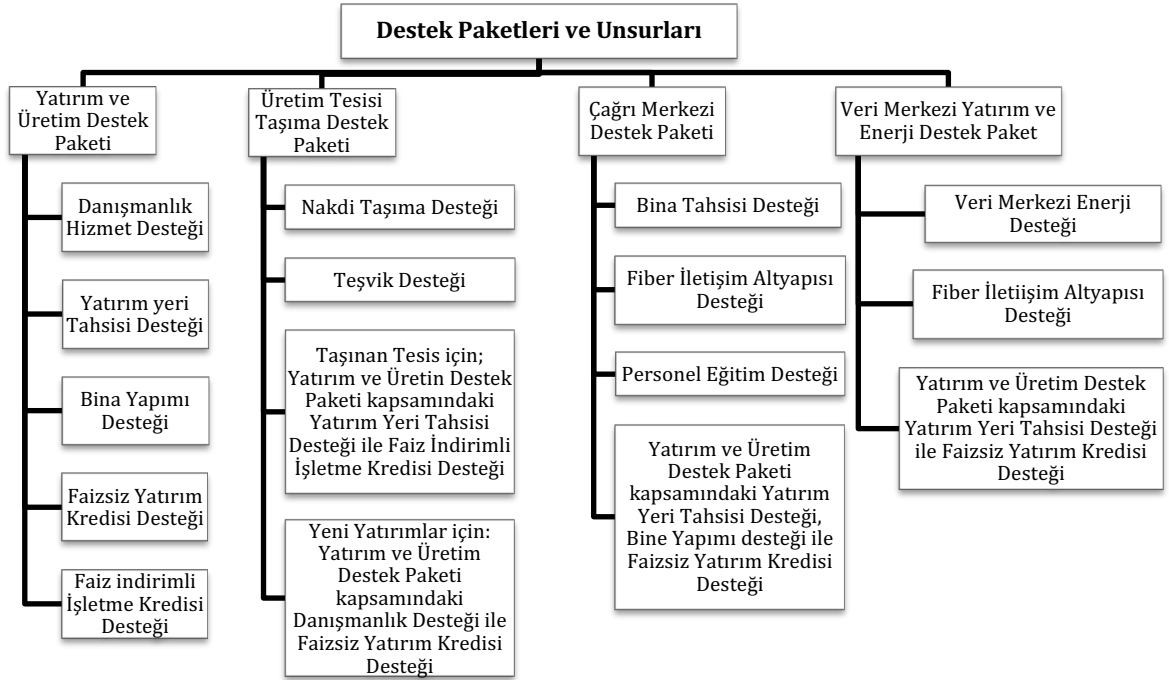 Destek Paketleri ve Unsurları
Yatırım ve
Üretim Destek
Paketi
Danışmanlık
Hizmet Desteği
Yatırım yeri
Tahsisi Desteği
Bina Yapımı
Desteği
Faizsiz Yatırım
Kredisi Desteği
Faiz indirimli
İşletme Kredisi
Desteği
Üretim Tesisi
Taşıma Destek
Paketi
Nakdi Taşıma Desteği
Teşvik Desteği
Taşınan Tesis için;
Yatırım ve Üretin Destek
Paketi kapsamındaki
Yatırım Yeri Tahsisi
Desteği ile Faiz İndirimli
İşletme Kredisi Desteği
Yeni Yatırımlar için:
Yatırım ve Üretim
Destek Paketi
kapsamındaki
Danışmanlık Desteği ile
Faizsiz Yatırım Kredisi
Desteği
Çağrı Merkezi
Destek Paketi
Bina Tahsisi Desteği
Fiber İletişim Altyapısı
Desteği
Personel Eğitim Desteği
Yatırım ve Üretim
Destek Paketi
kapsamındaki Yatırım
Yeri Tahsisi Desteği,
Bine Yapımı desteği ile
Faizsiz Yatırım Kredisi
Desteği
Veri Merkezi Yatırım ve
Enerji Destek Paket
Veri Merkezi Enerji
Desteği
Fiber İletiişim Altyapısı
Desteği
Yatırım ve Üretim Destek
Paketi kapsamındaki
Yatırım Yeri Tahsisi Desteği
ile Faizsiz Yatırım Kredisi
Desteği